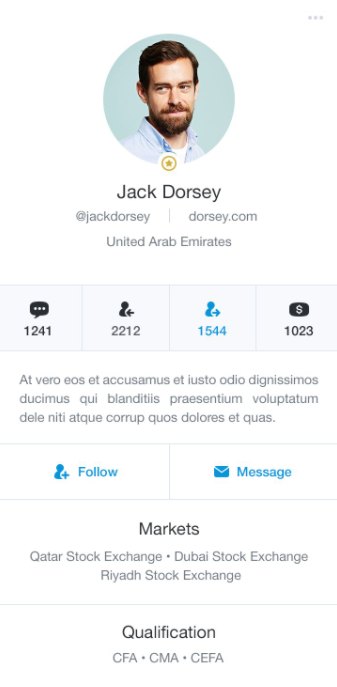 Jack Dorsey
@jackdorsey dorsey.com
United Arab Emirates
1241 2212 1544 1023
At vero eos et accusamus et iusto odio dignissimos
ducimus qui blanditiis praesentium voluptatum
dele niti atque corrup quos dolores et quas.
Follow Message
Markets
Qatar Stock Exchange • Dubai Stock Exchange
Riyadh Stock Exchange
Qualification
CFA • CMA • CEFA